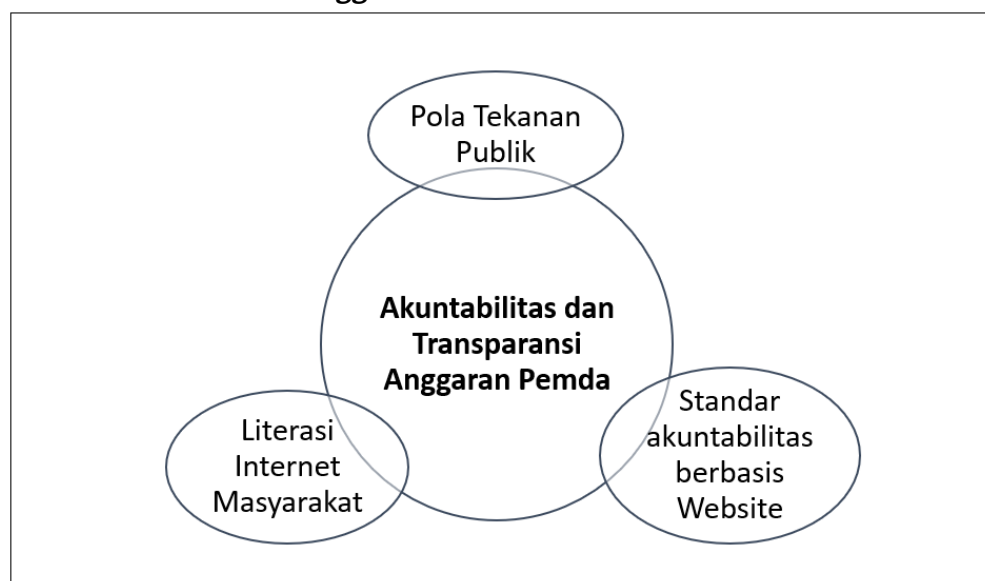 Pola Tekanan
Publik
Akuntabilitas dan
Transparansi
Anggaran Pemda
Literasi
Internet
Masyarakat
Standar
akuntabilitas
berbasis
Website